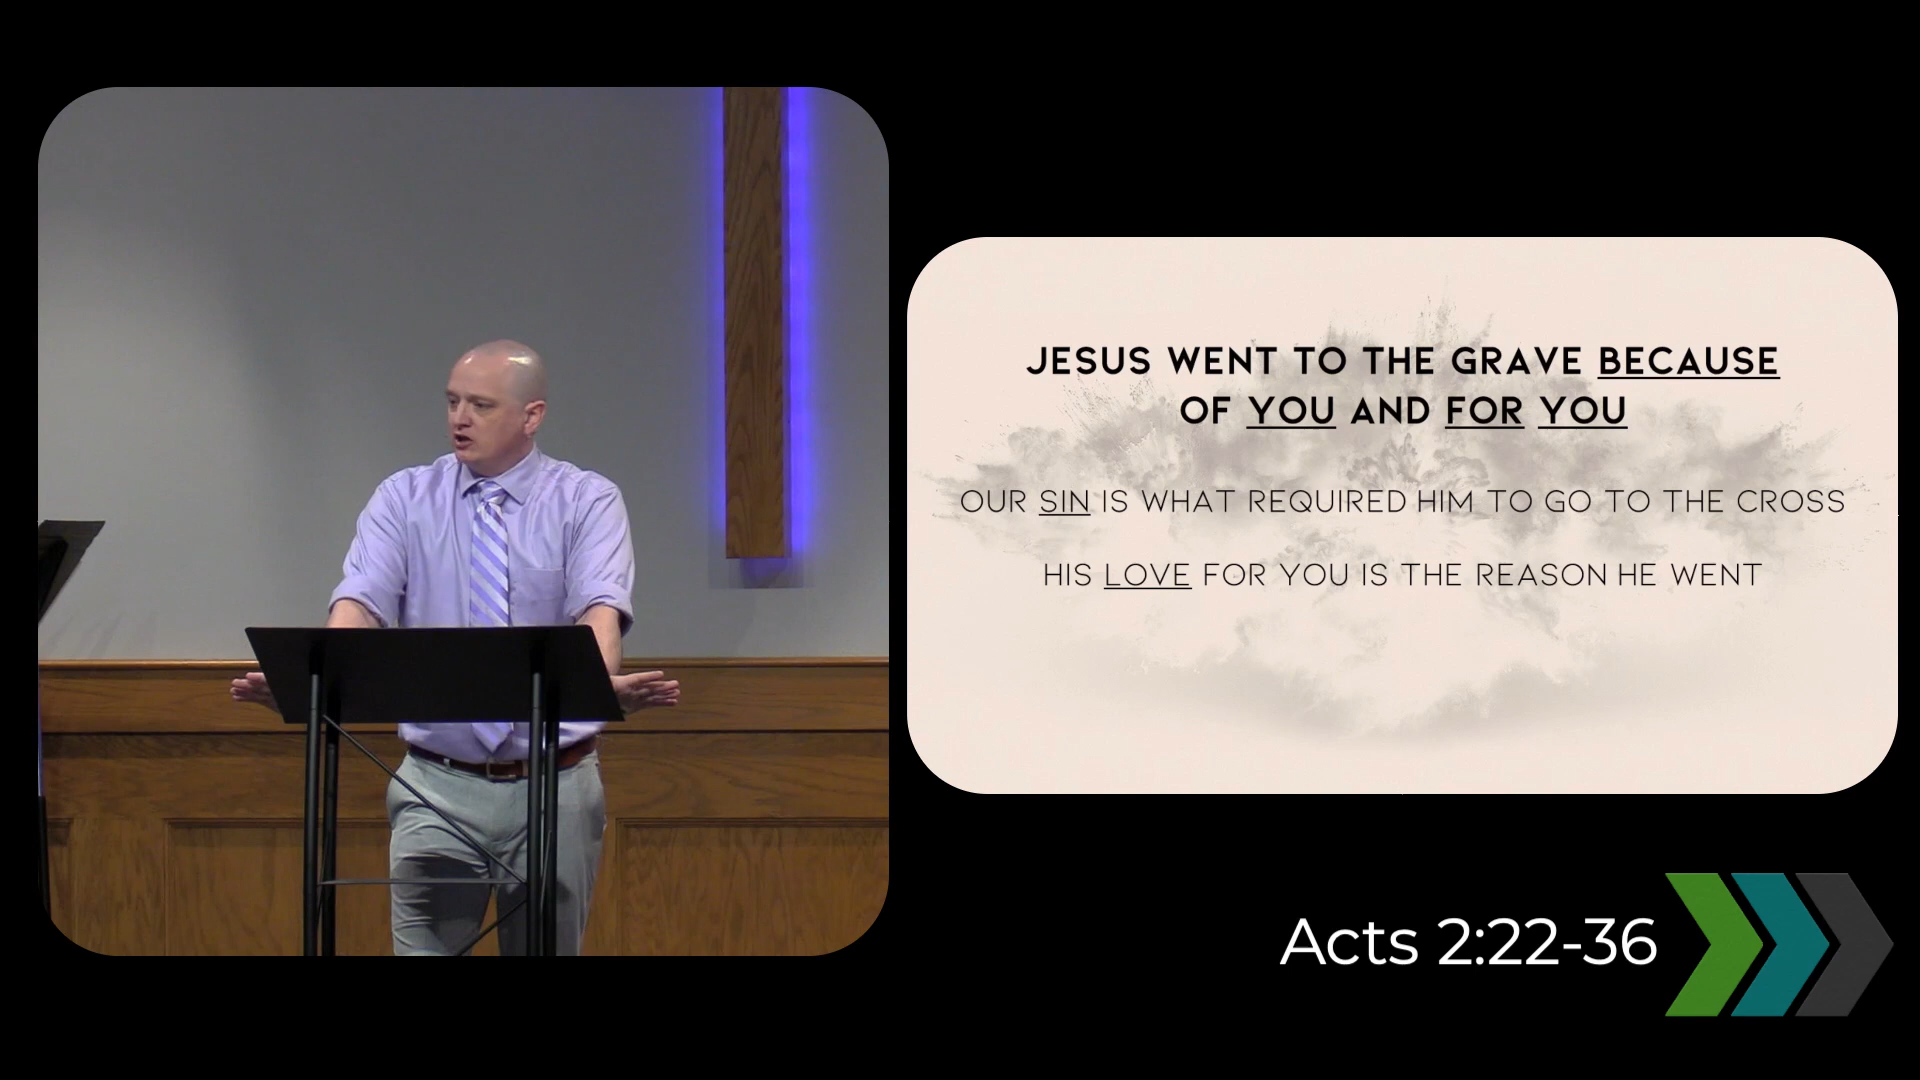 JESUS WENT TO THE GRAVE BECAUSE
OF YOU AND FOR YOU
OUR SIN IS WHAT REQUIRED HIM TO GO TO THE CROSS
HIS LOVE FOR YOU IS THE REASON HE WENT
Acts 2:22-36